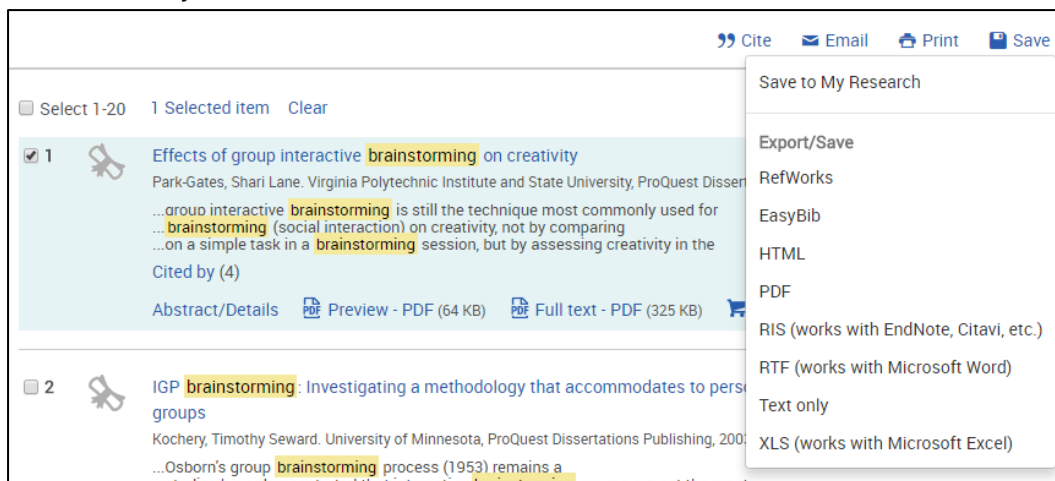 Cite Email Print Save
Save to My Research
Export/Save
RefWorks
EasyBib
HTML
PDF
RIS (works with EndNote, Citavi, etc.)
RTF (works with Microsoft Word)
Text only
XLS (works with Microsoft Excel)
Select 1-20 1 Selected item Clear
1 Effects of group interactive brainstorming on creativity
Park-Gates, Shari Lane. Virginia Polytechnic Institute and State University, ProQuest
...group interactive brainstorming is still the technique most commonly used for
...brainstorming (social interaction) on creativity, not by comparing
...on a simple task in a brainstorming session, but by assessing creativity in the
Cited by (4)
Abstract/Details PDF Preview - PDF (64 KB) PDF Full text - PDF (325 KB)
2 IGP brainstorming: Investigating a methodology that accommodates to
groups
Kochery, Timothy Seward. University of Minnesota, ProQuest Dissertations Publishing,
...Osborn's group brainstorming process (1953) remains a